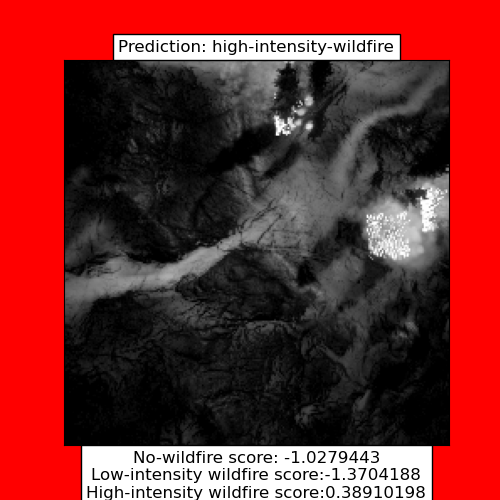 Prediction: high-intensity-wildfire
No-wildfire score: -1.0279443
Low-intensity wildfire score:-1.3704188
High-intensity wildfire score:0.38910198